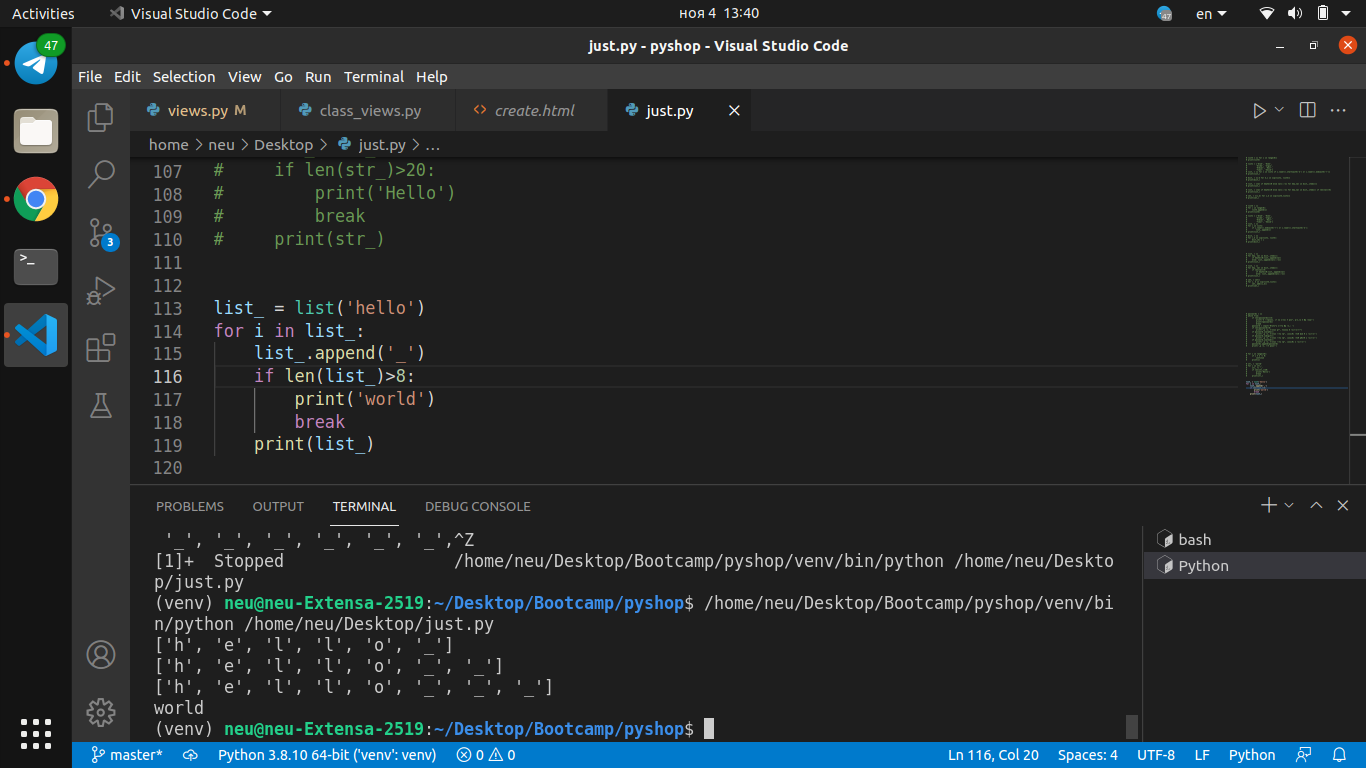 Activities
Visual Studio Code
ноя 4 13:40
47
en
47
just.py - pyshop - Visual Studio Code
File Edit Selection View Go Run Terminal Help
views.py M
class_views.py
create.html
just.py
home > neu > Desktop > just.py > ...
107 #     if len(str_)>20:
108 #         print('Hello')
109 #         break
110 #     print(str_)
111
112
113 list_ = list('hello')
114 for i in list_:
115     list_.append('_')
116     if len(list_)>8:
117         print('world')
118         break
119     print(list_)
120
3
PROBLEMS OUTPUT TERMINAL DEBUG CONSOLE
'_', '_', '_', '_', '_', '_',^Z
[1]+  Stopped                 /home/neu/Desktop/Bootcamp/pyshop/venv/bin/python /home/neu/Deskto
p/just.py
(venv) neu@neu-Extensa-2519:~/Desktop/Bootcamp/pyshop$ /home/neu/Desktop/Bootcamp/pyshop/venv/bi
n/python /home/neu/Desktop/just.py
['h', 'e', 'l', 'l', 'o', '_']
['h', 'e', 'l', 'l', 'o', '_', '_']
['h', 'e', 'l', 'l', 'o', '_', '_', '_']
world
(venv) neu@neu-Extensa-2519:~/Desktop/Bootcamp/pyshop$
bash
Python
master*
Python 3.8.10 64-bit ('venv': venv)
0 0
Ln 116, Col 20
Spaces: 4
UTF-8
LF
Python